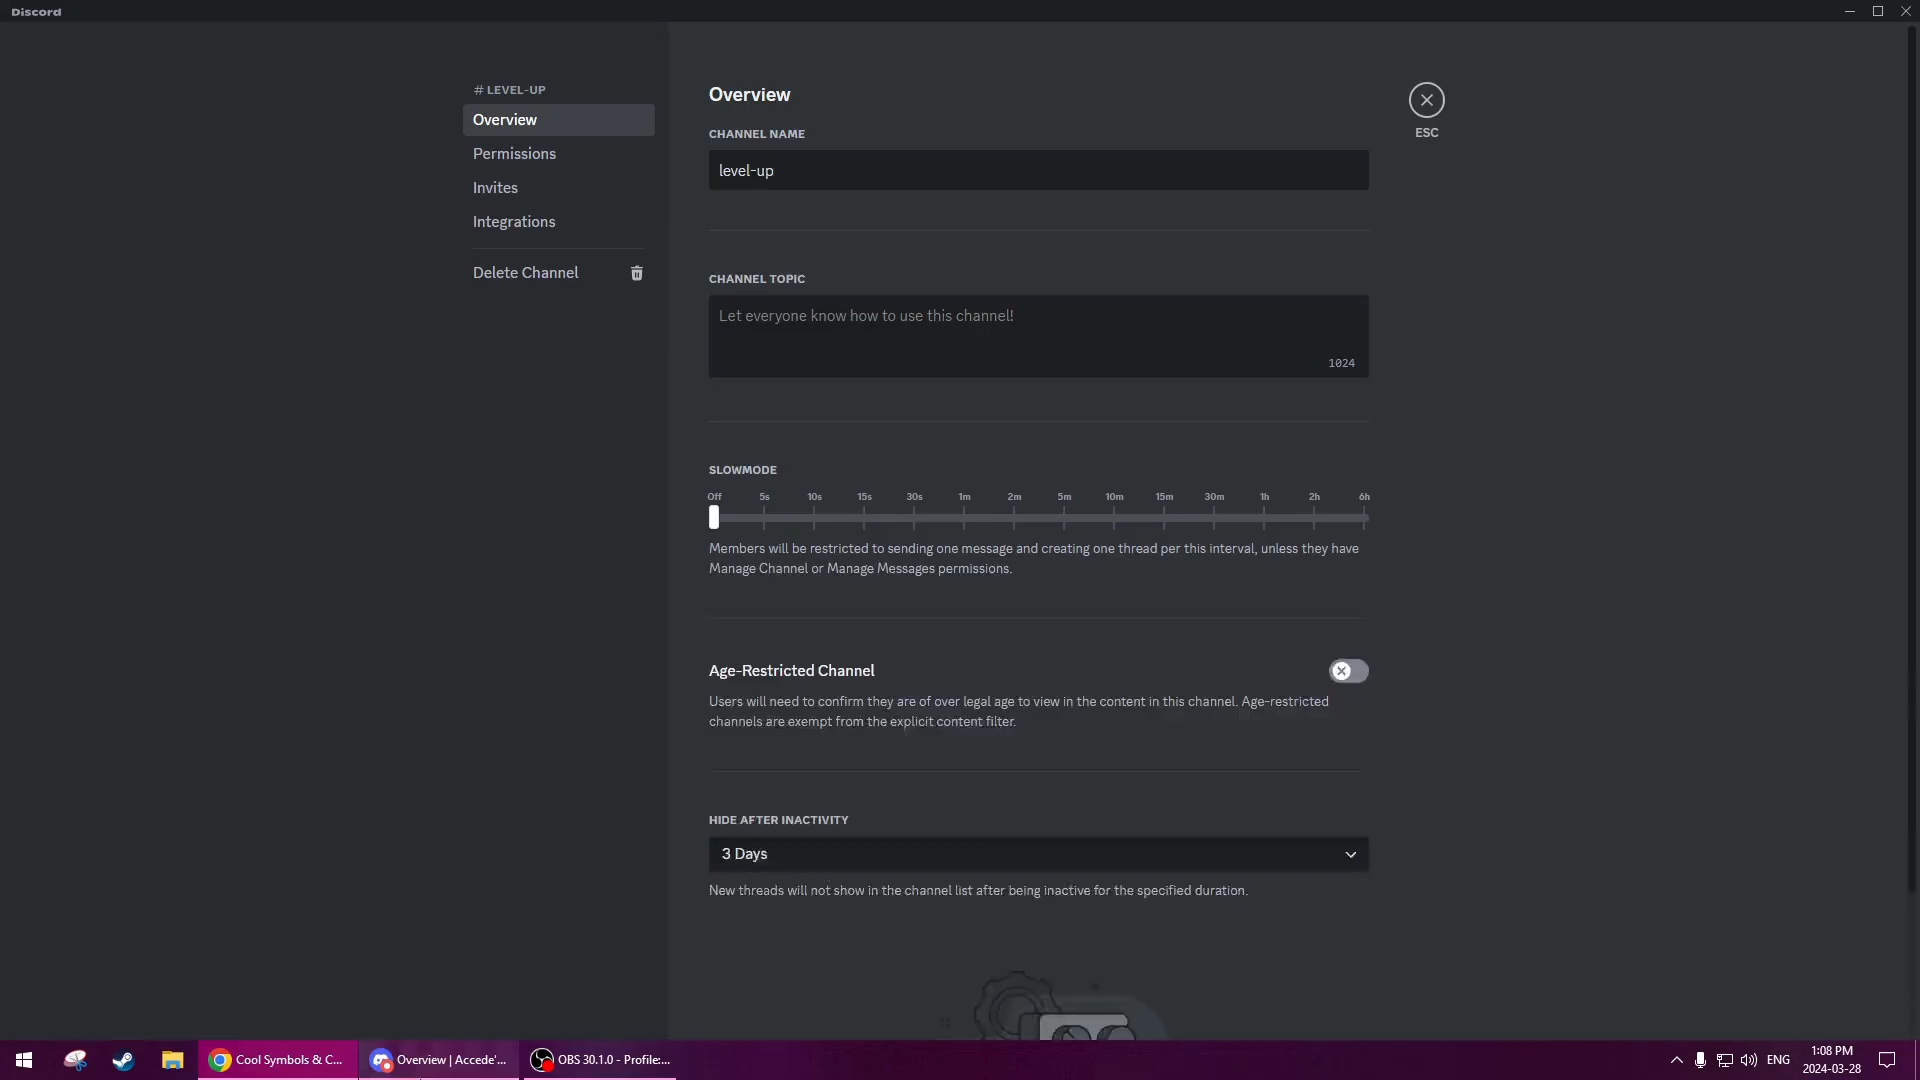 Discord
# LEVEL-UP
Overview
Permissions
Invites
Integrations
Delete Channel
Overview
CHANNEL NAME
level-up
ESC
CHANNEL TOPIC
Let everyone know how to use this channel!
1024
SLOWMODE
Off 5s 10s 15s 30s 1m 2m 5m 10m 15m 30m 1h 2h 6h
Members will be restricted to sending one message and creating one thread per this interval, unless they have
Manage Channel or Manage Messages permissions.
Age-Restricted Channel
Users will need to confirm they are of over legal age to view in the content in this channel. Age-restricted
channels are exempt from the explicit content filter.
HIDE AFTER INACTIVITY
3 Days
New threads will not show in the channel list after being inactive for the specified duration.
Cool Symbols & C...
Overview | Accede'...
OBS 30.1.0 - Profile:...
ENG
1:08 PM
2024-03-28